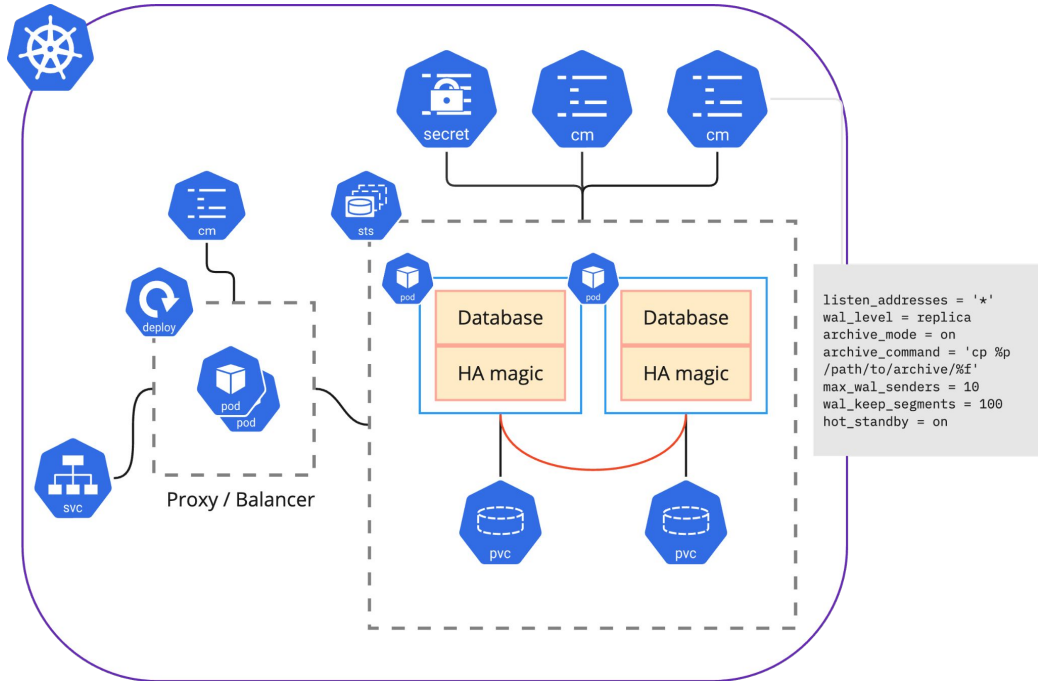 secret
cm
cm
cm
sts
deploy
pod
pod
pod
pod
Database
Database
HA magic
HA magic
svc
Proxy / Balancer
pvc
pvc
listen_addresses = '*'
wal_level = replica
archive_mode = on
archive_command = 'cp %p
/path/to/archive/%f'
max_wal_senders = 10
wal_keep_segments = 100
hot_standby = on